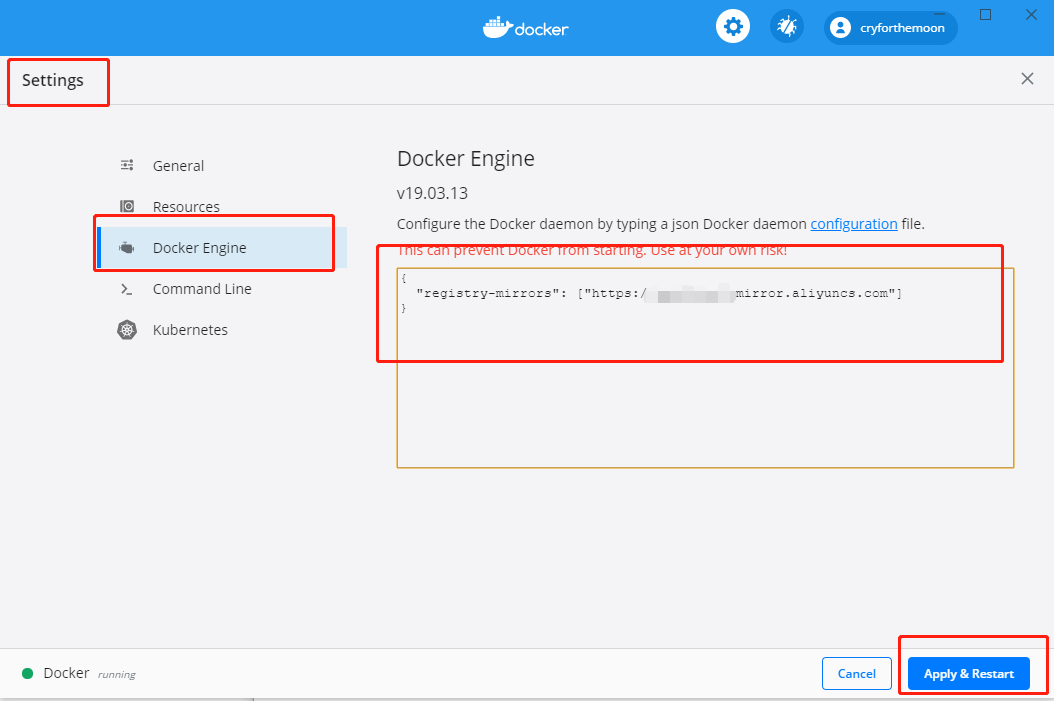 docker
cryforthemoon
Settings
General
Resources
Docker Engine
Command Line
Kubernetes
Docker Engine
v19.03.13
Configure the Docker daemon by typing a json Docker daemon configuration file.
This can prevent Docker from starting. Use at your own risk!
{
"registry-mirrors": ["https:/ mirror.aliyuncs.com"]
}
Docker running
Cancel
Apply & Restart